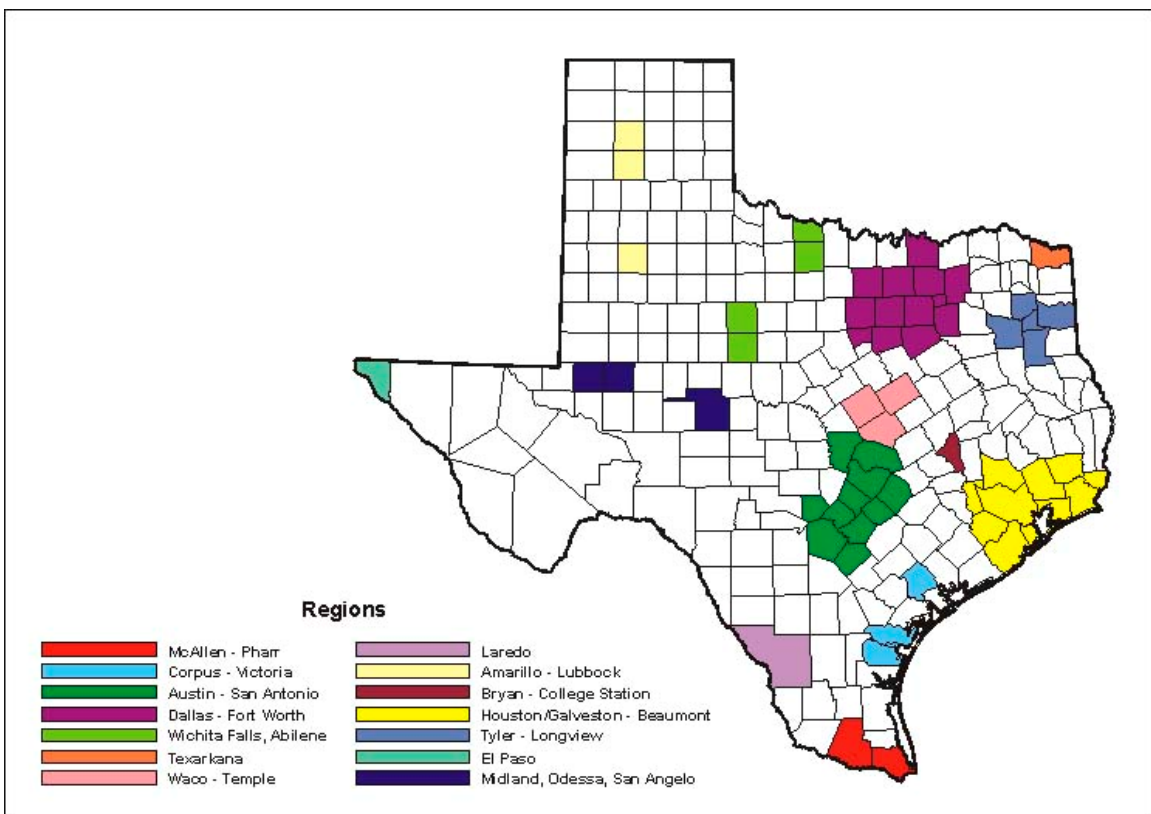 Regions
McAllen - Pharr
Corpus - Victoria
Austin - San Antonio
Dallas - Fort Worth
Wichita Falls, Abilene
Texarkana
Waco - Temple
Laredo
Amarillo - Lubbock
Bryan - College Station
Houston/Galveston - Beaumont
Tyler - Longview
El Paso
Midland, Odessa, San Angelo